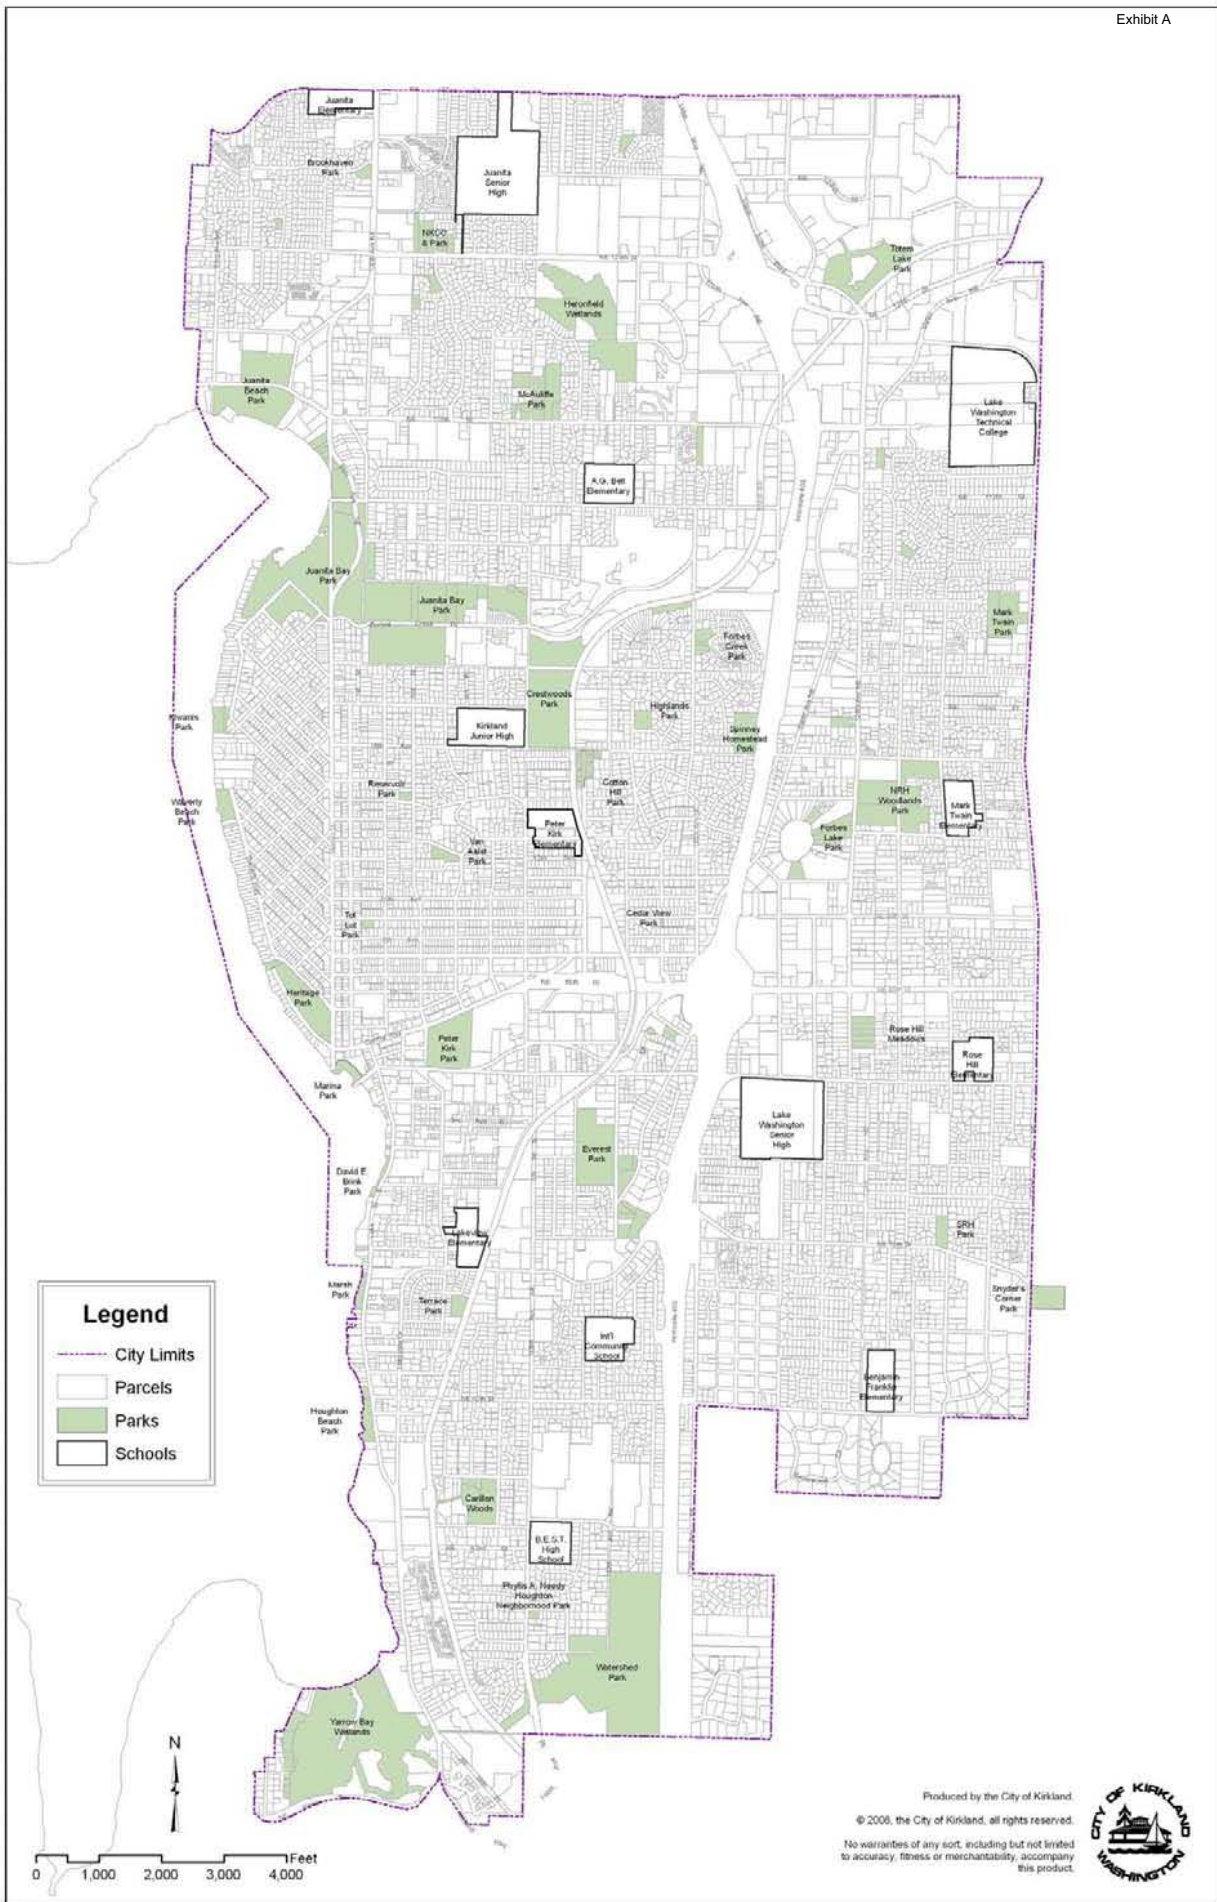 Exhibit A
Juanita
Elementary
Brookhaven
Park
Juanita
Senior
High
NKCC
& Park
Totem
Lake
Park
Heronfield
Wetlands
Juanita
Beach
Park
McAuliffe
Park
Lake
Washington
Technical
College
A.G. Bell
Elementary
Juanita Bay
Park
Juanita Bay
Park
Mark
Twain
Park
Forbes
Creek
Park
Crestwoods
Park
Highlands
Park
Kiwanis
Park
Kirkland
Junior High
Spinney
Homestead
Park
Reservoir
Park
Cotton
Hill
Park
NRH
Woodlands
Park
Waverly
Beach
Park
Mark
Twain
Elementary
Peter
Kirk
Elementary
Forbes
Lake
Park
Van
Aalst
Park
Tot
Lot
Park
Cedar View
Park
Heritage
Park
Peter
Kirk
Park
Rose Hill
Meadows
Rose
Hill
Elementary
Marina
Park
Lake
Washington
Senior
High
Everest
Park
David E.
Brink
Park
Lakeview
Elementary
SRH
Park
Marsh
Park
Terrace
Park
Snyder's
Corner
Park
Int'l
Community
School
Benjamin
Franklin
Elementary
Houghton
Beach
Park
Legend
City Limits
Parcels
Parks
Schools
Carillon
Woods
B.E.S.T.
High
School
Phyllis A. Needy
Houghton
Neighborhood Park
Watershed
Park
Yarrow Bay
Wetlands
N
0 1,000 2,000 3,000 4,000
Feet
Produced by the City of Kirkland.
© 2006, the City of Kirkland, all rights reserved.
No warranties of any sort, including but not limited
to accuracy, fitness or merchantability, accompany
this product.
CITY OF KIRKLAND
WASHINGTON